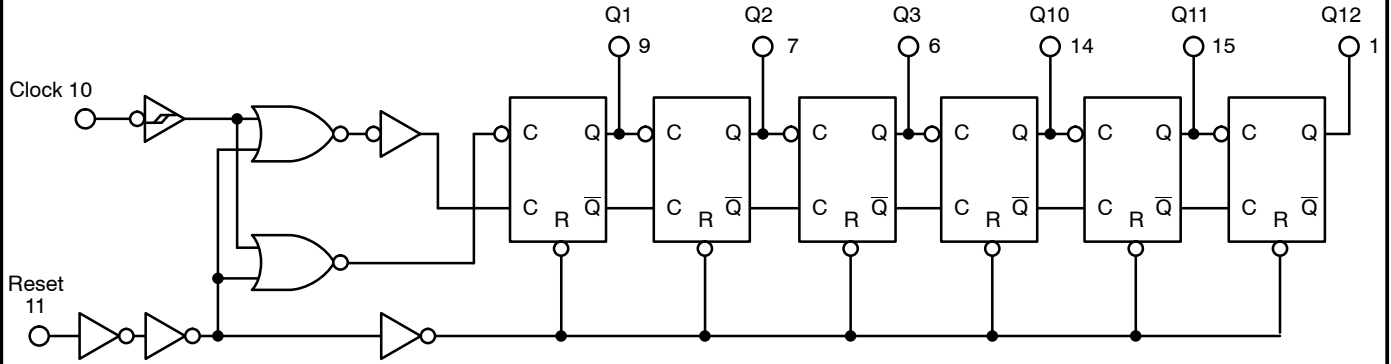 Q1 Q2 Q3 Q10 Q11 Q12
9 7 6 14 15 1
Clock 10
C Q C Q C Q C Q C Q C Q
C Q̅ C Q̅ C Q̅ C Q̅ C Q̅ C Q̅
R R R R R R
Reset
11